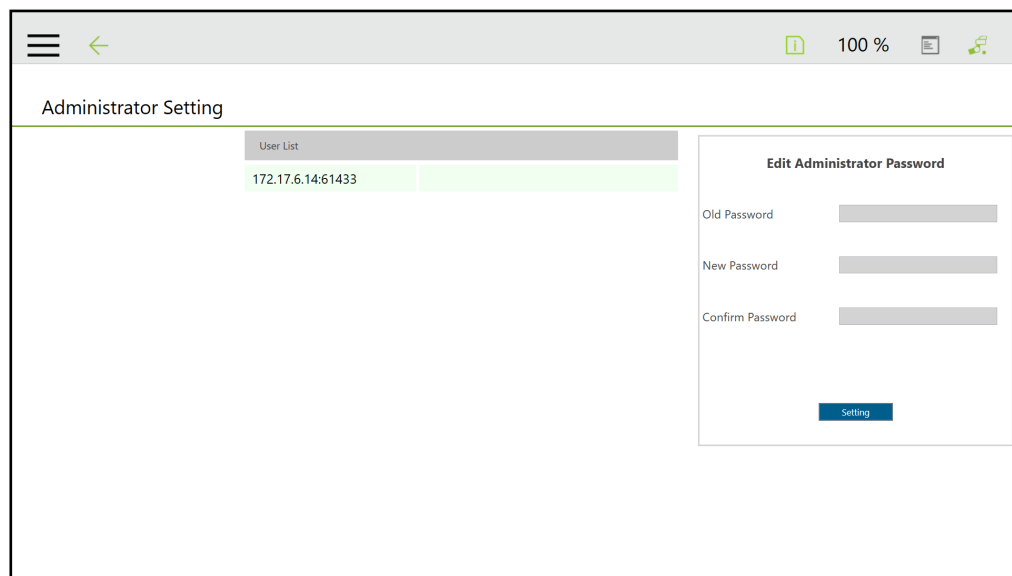 100 %
Administrator Setting
User List
172.17.6.14:61433
Edit Administrator Password
Old Password
New Password
Confirm Password
Setting